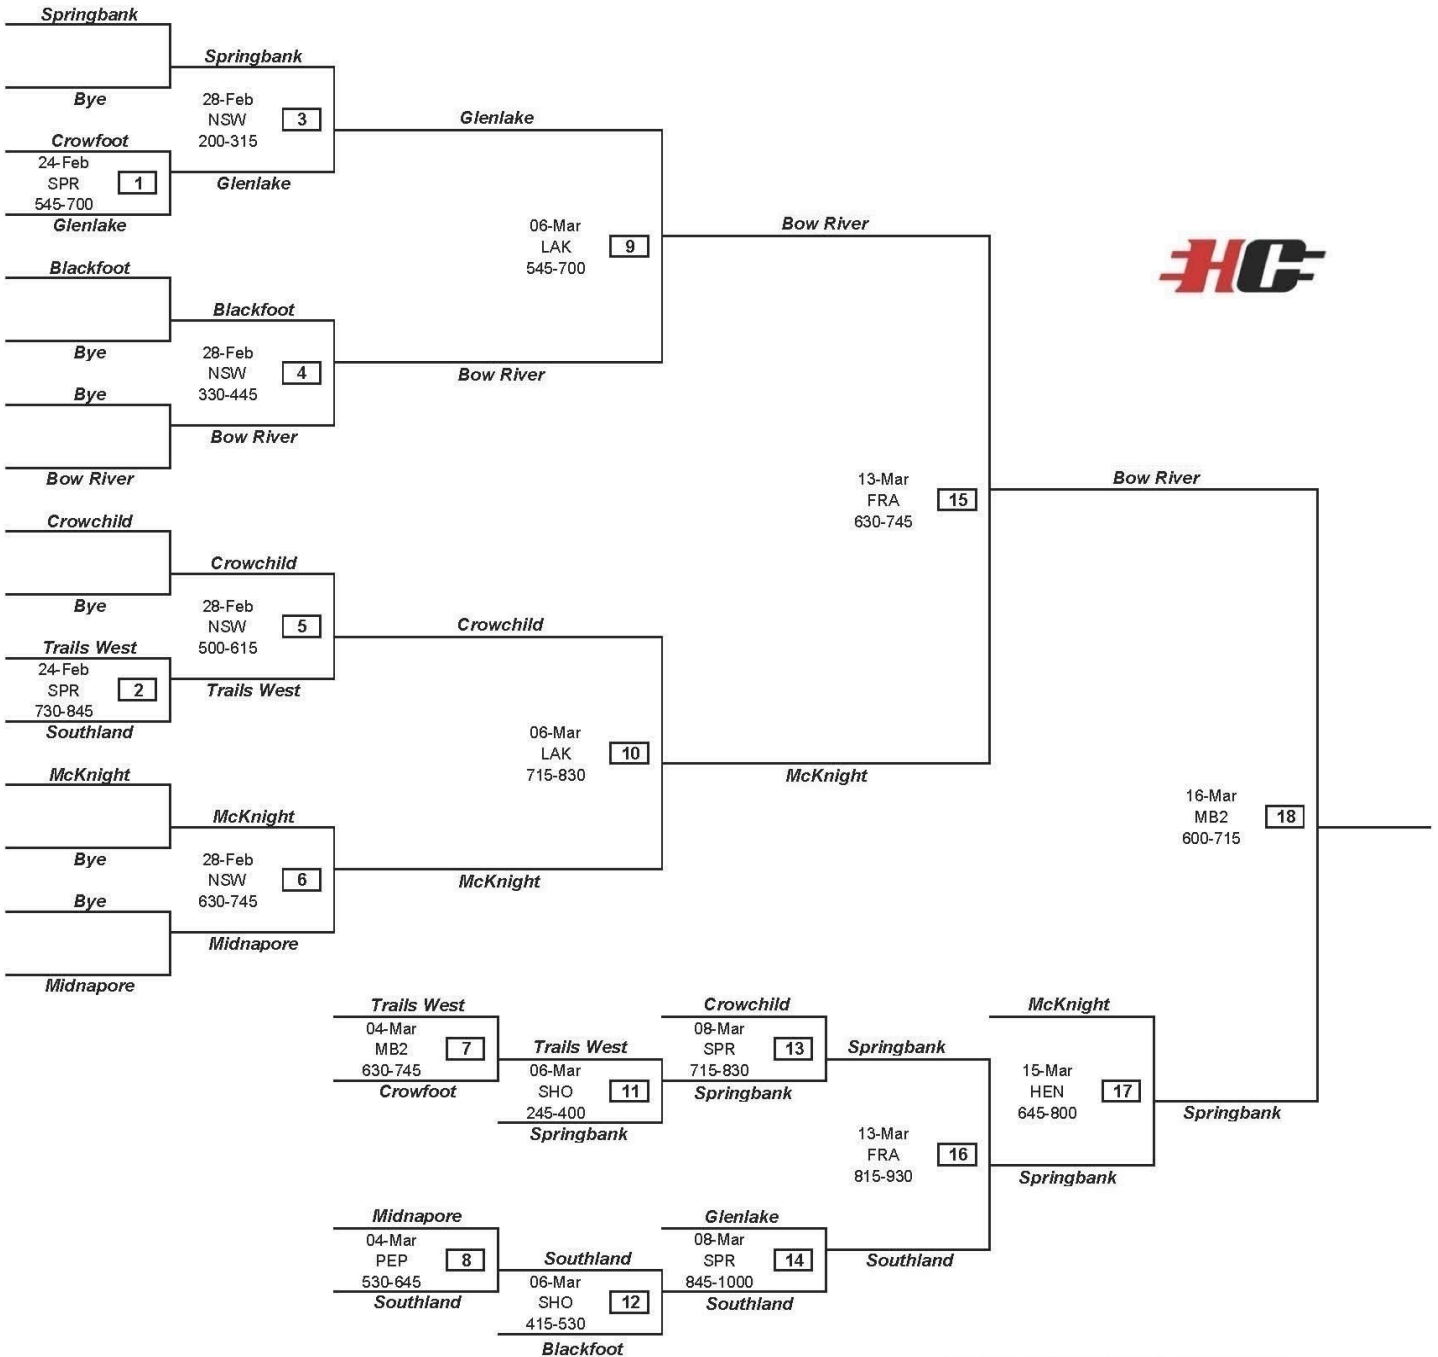 Springbank
Bye
Springbank
28-Feb
NSW
200-315
3
Crowfoot
24-Feb
SPR
545-700
1
Glenlake
Glenlake
Glenlake
06-Mar
LAK
545-700
9
Blackfoot
Bye
Blackfoot
28-Feb
NSW
330-445
4
Bye
Bow River
Bow River
Bow River
Bow River
HC
13-Mar
FRA
630-745
15
Bow River
Crowchild
Bye
Crowchild
28-Feb
NSW
500-615
5
Trails West
24-Feb
SPR
730-845
2
Southland
Trails West
Crowchild
06-Mar
LAK
715-830
10
McKnight
McKnight
Bye
McKnight
28-Feb
NSW
630-745
6
Bye
Midnapore
Midnapore
McKnight
16-Mar
MB2
600-715
18
Trails West
04-Mar
MB2
630-745
7
Crowfoot
Trails West
06-Mar
SHO
245-400
11
Springbank
Crowchild
08-Mar
SPR
715-830
13
Springbank
Springbank
13-Mar
FRA
815-930
16
McKnight
15-Mar
HEN
645-800
17
Springbank
Springbank
Midnapore
04-Mar
PEP
530-645
8
Southland
Southland
06-Mar
SHO
415-530
12
Blackfoot
Glenlake
08-Mar
SPR
845-1000
14
Southland
Southland